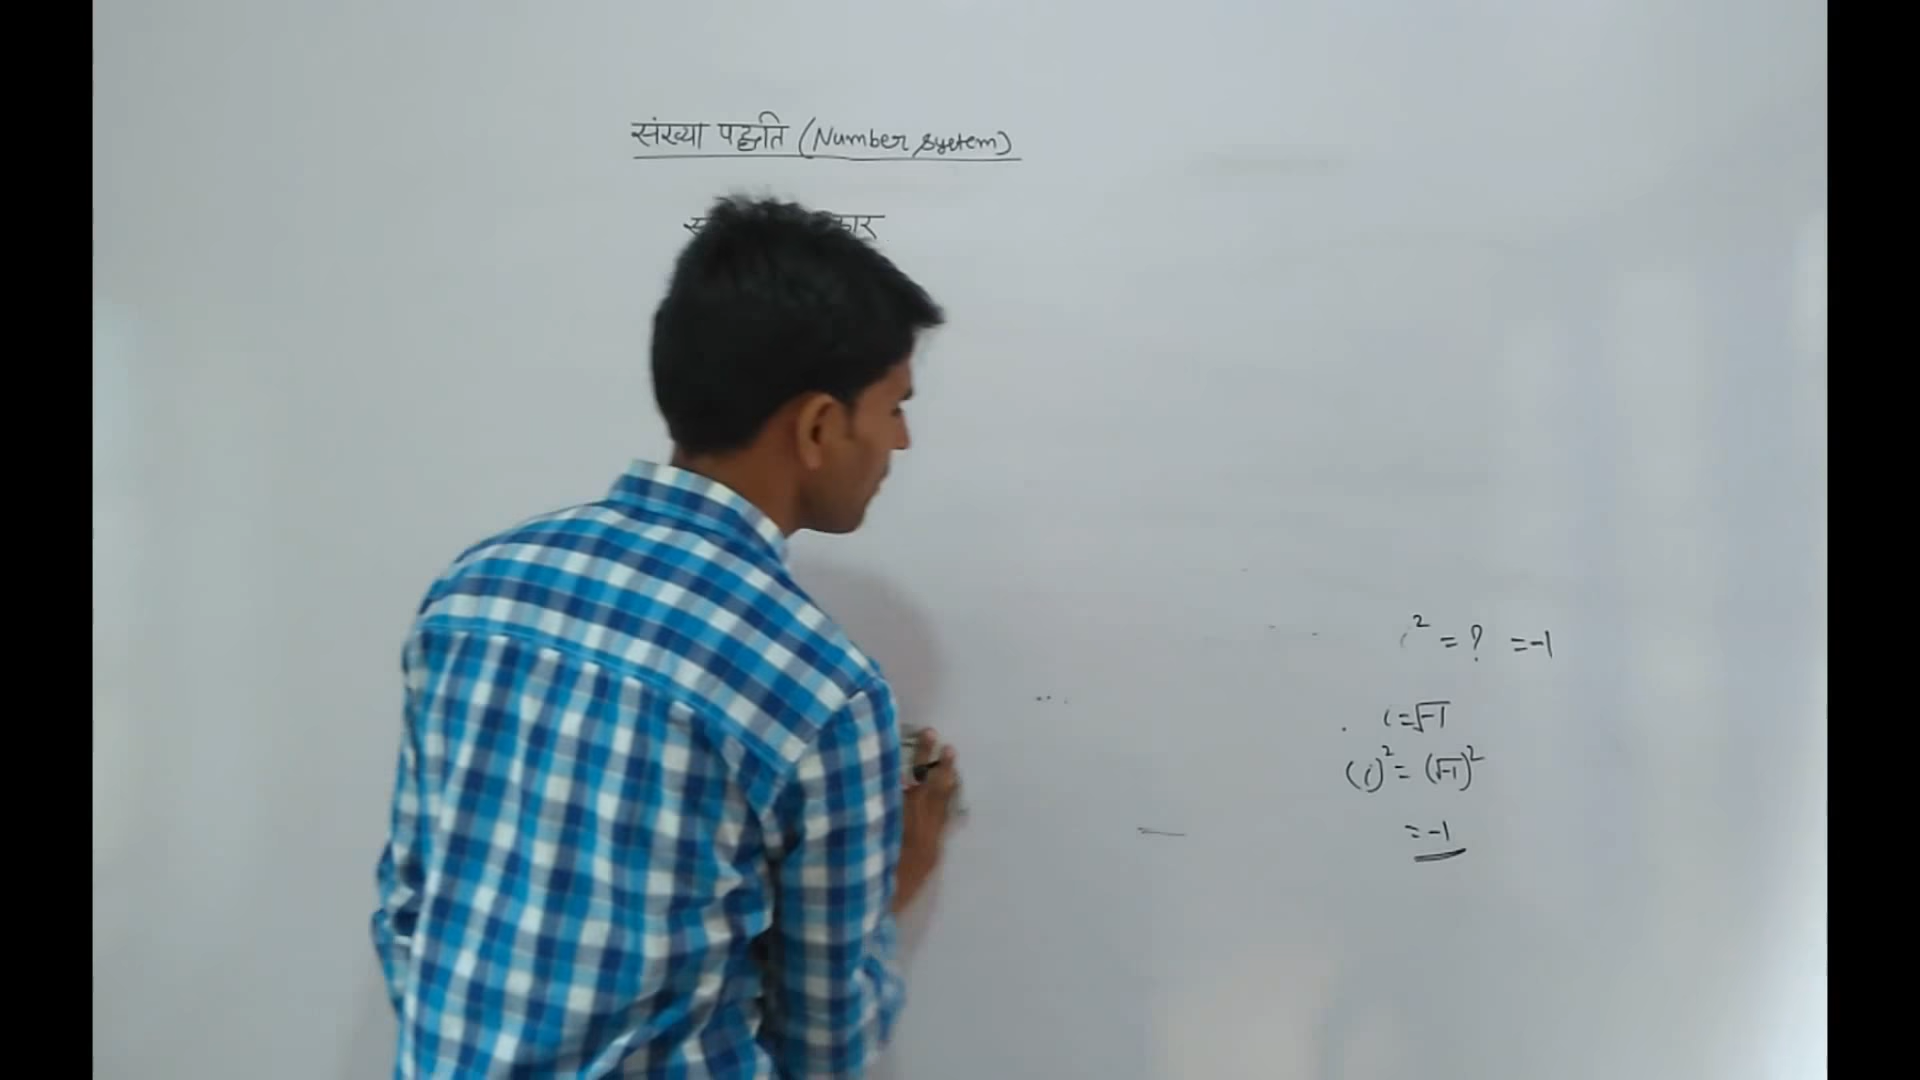 संख्या पद्धति (Number system)
i² = ? = -1
i = √-1
(i)² = (√-1)²
= -1